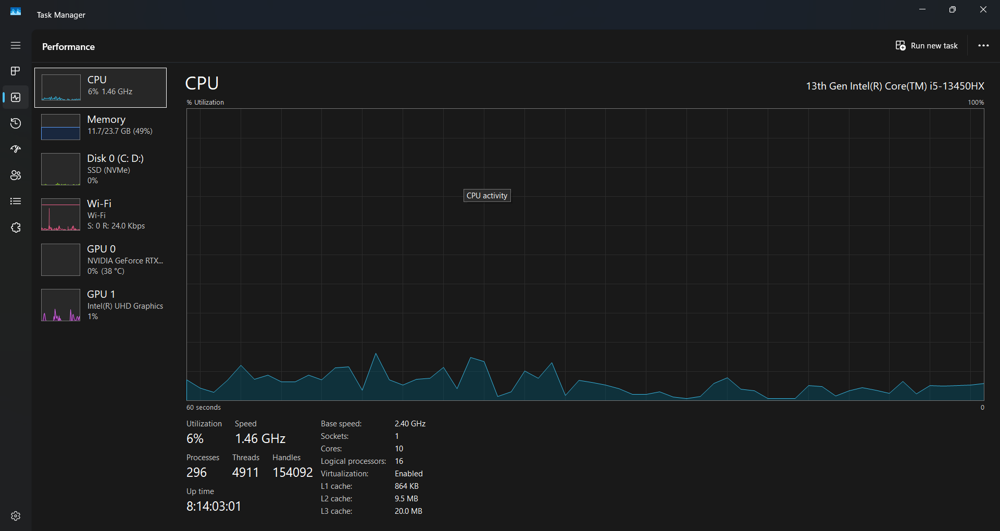 Task Manager
Performance
Run new task
CPU
6% 1.46 GHz
Memory
11.7/23.7 GB (49%)
Disk 0 (C: D:)
SSD (NVMe)
0%
Wi-Fi
Wi-Fi
S: 0 R: 24.0 Kbps
GPU 0
NVIDIA GeForce RTX...
0% (38 °C)
GPU 1
Intel(R) UHD Graphics
1%
CPU
13th Gen Intel(R) Core(TM) i5-13450HX
% Utilization
100%
CPU activity
60 seconds
0
Utilization Speed
6% 1.46 GHz
Processes Threads Handles
296 4911 154092
Up time
8:14:03:01
Base speed: 2.40 GHz
Sockets: 1
Cores: 10
Logical processors: 16
Virtualization: Enabled
L1 cache: 864 KB
L2 cache: 9.5 MB
L3 cache: 20.0 MB